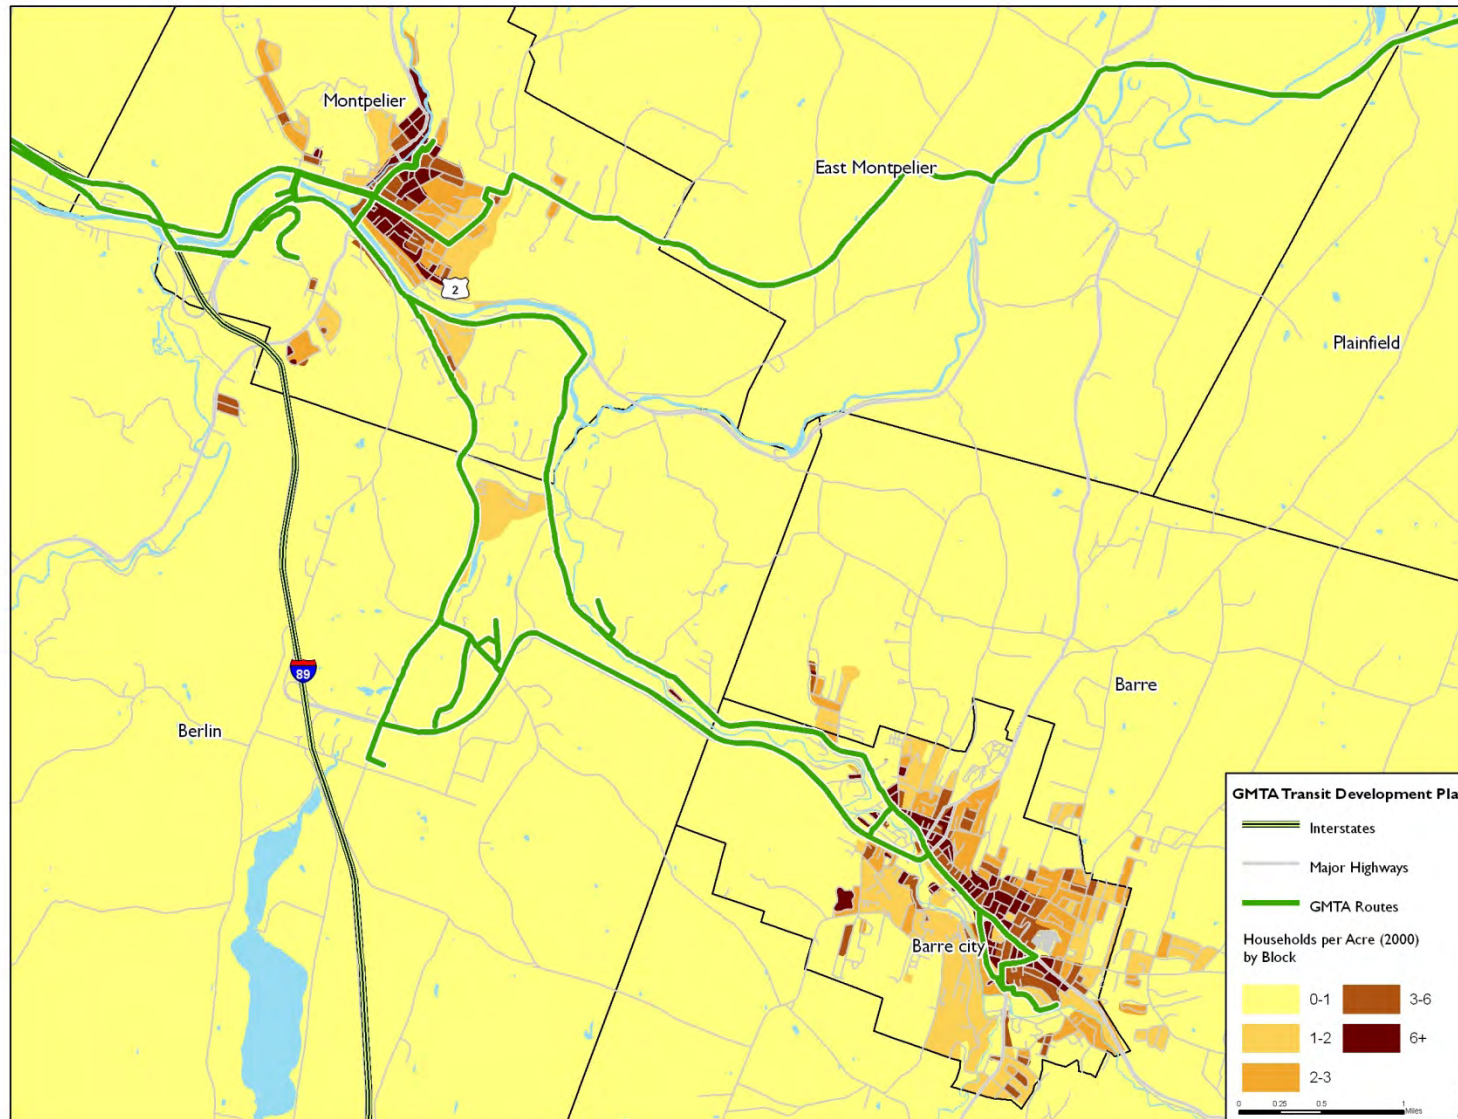 Montpelier
East Montpelier
2
Plainfield
89
Berlin
Barre
Barre city
GMTA Transit Development Pla
Interstates
Major Highways
GMTA Routes
Households per Acre (2000)
by Block
0-1
3-6
1-2
6+
2-3
0 0.25 0.5 1
Miles